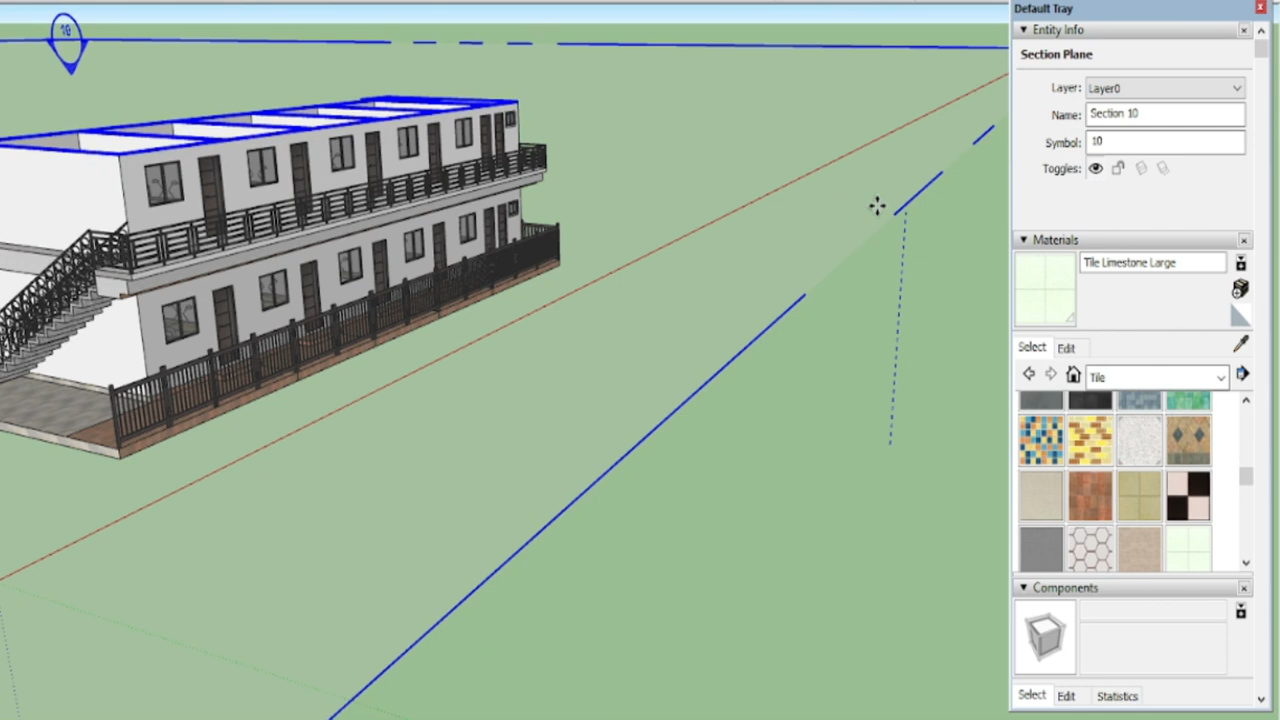 Default Tray
Entity Info
Section Plane
Layer: Layer0
Name: Section 10
Symbol: 10
Toggles:
Materials
Tile Limestone Large
Select Edit
Tile
Components
Select Edit Statistics
10